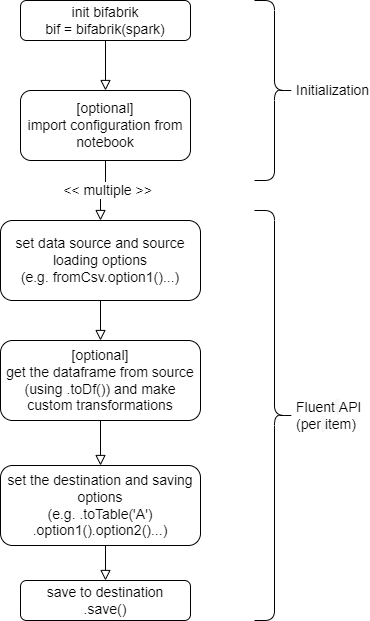 init bifabrik
bif = bifabrik(spark)
[optional]
import configuration from
notebook
Initialization
<< multiple >>
set data source and source
loading options
(e.g. fromCsv.option1()...)
[optional]
get the dataframe from source
(using .toDf()) and make
custom transformations
Fluent API
(per item)
set the destination and saving
options
(e.g. .toTable('A')
.option1().option2()...)
save to destination
.save()